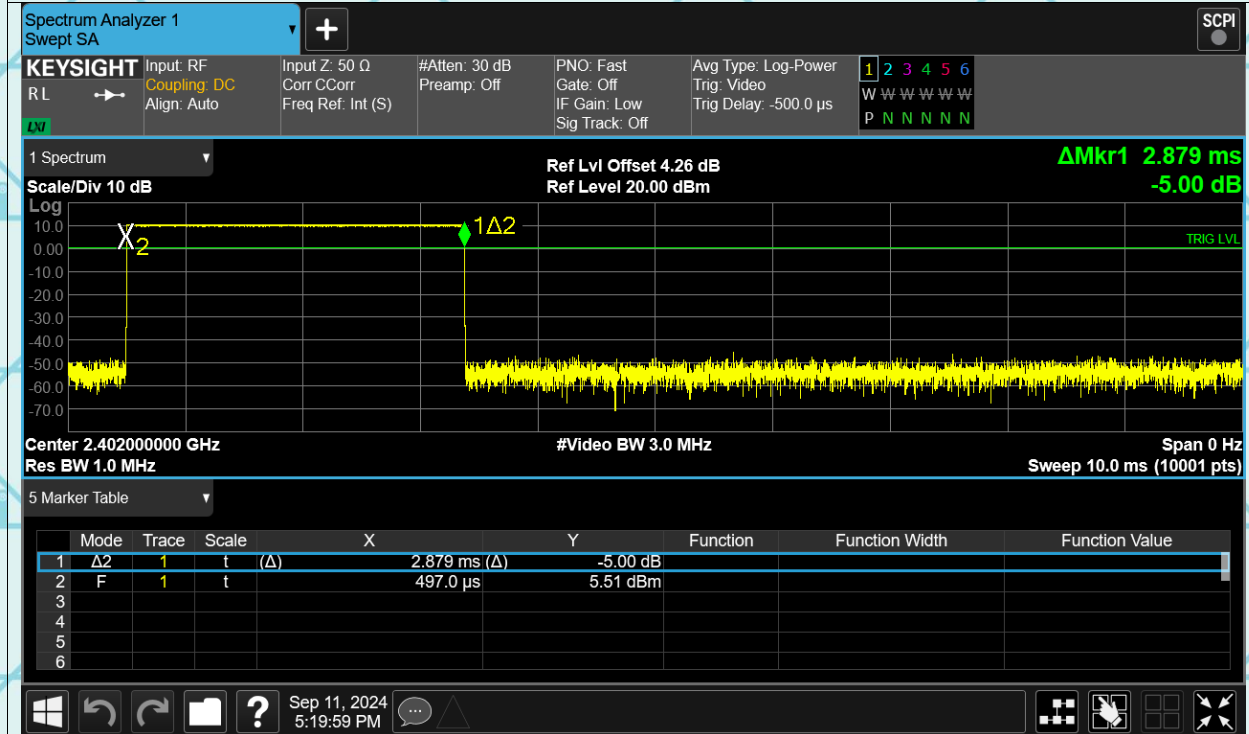 Spectrum Analyzer 1
Swept SA
▼
+
SCPI
KEYSIGHT
RL
LXI
Input: RF
Coupling: DC
Align: Auto
Input Z: 50 Ω
Corr CCorr
Freq Ref: Int (S)
#Atten: 30 dB
Preamp: Off
PNO: Fast
Gate: Off
IF Gain: Low
Sig Track: Off
Avg Type: Log-Power
Trig: Video
Trig Delay: -500.0 µs
1 2 3 4 5 6
W W W W W W
P N N N N N
1 Spectrum ▼
Scale/Div 10 dB
Ref Lvl Offset 4.26 dB
Ref Level 20.00 dBm
ΔMkr1 2.879 ms
-5.00 dB
Log
10.0
0.00
-10.0
-20.0
-30.0
-40.0
-50.0
-60.0
-70.0
X
2
1Δ2
TRIG LVL
Center 2.402000000 GHz
#Video BW 3.0 MHz
Span 0 Hz
Res BW 1.0 MHz
Sweep 10.0 ms (10001 pts)
5 Marker Table ▼
Mode Trace Scale X Y Function Function Width Function Value
1 Δ2 1 t (Δ) 2.879 ms (Δ) -5.00 dB
2 F 1 t 497.0 µs 5.51 dBm
3
4
5
6
?
Sep 11, 2024
5:19:59 PM